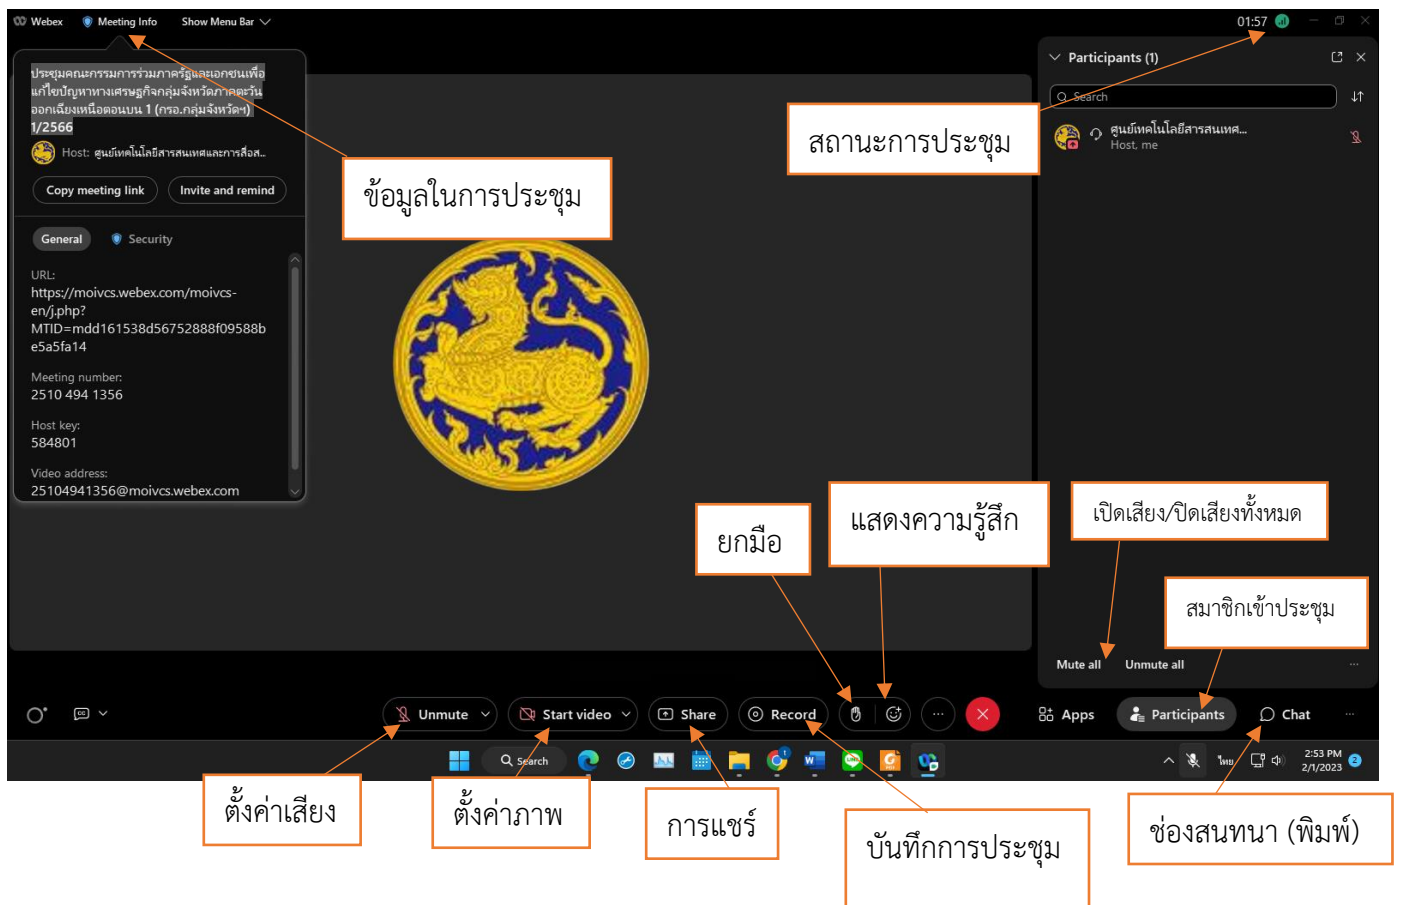 Webex
Meeting Info
Show Menu Bar
01:57
ประชุมคณะกรรมการร่วมภาครัฐและเอกชนเพื่อ
แก้ไขปัญหาทางเศรษฐกิจกลุ่มจังหวัดภาคตะวัน
ออกเฉียงเหนือตอนบน 1 (กรอ.กลุ่มจังหวัดฯ)
1/2566
Host: ศูนย์เทคโนโลยีสารสนเทศและการสื่อส...
Copy meeting link
Invite and remind
General
Security
URL:
https://moivcs.webex.com/moivcs-
en/j.php?
MTID=mdd161538d56752888f09588b
e5a5fa14
Meeting number:
2510 494 1356
Host key:
584801
Video address:
25104941356@moivcs.webex.com
ข้อมูลในการประชุม
สถานะการประชุม
Participants (1)
Search
ศูนย์เทคโนโลยีสารสนเทศ...
Host, me
ยกมือ
แสดงความรู้สึก
เปิดเสียง/ปิดเสียงทั้งหมด
สมาชิกเข้าประชุม
Mute all
Unmute all
CC
Unmute
Start video
Share
Record
Apps
Participants
Chat
Search
ไทย
2:53 PM
2/1/2023
2
ตั้งค่าเสียง
ตั้งค่าภาพ
การแชร์
บันทึกการประชุม
ช่องสนทนา (พิมพ์)